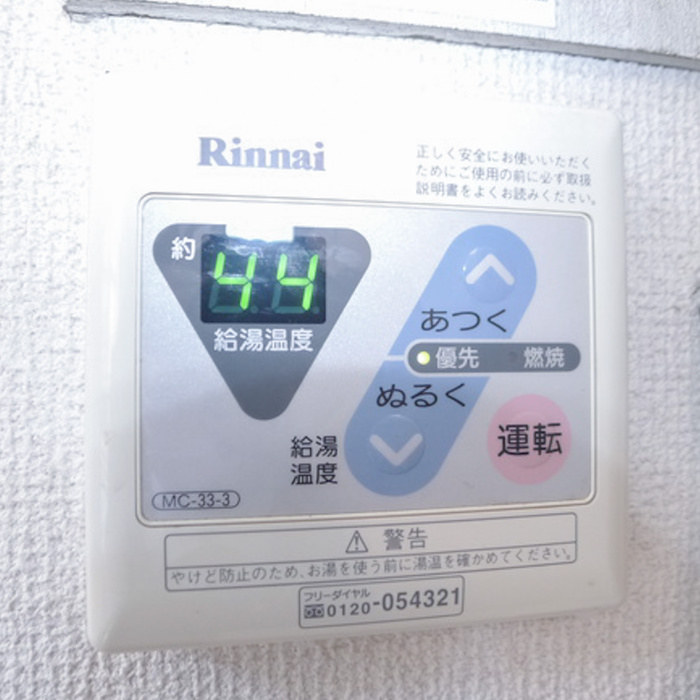 Rinnai
正しく安全にお使いいただく
ためにご使用の前に必ず取扱
説明書をよくお読みください。
約
44
給湯温度
あつく
優先 燃焼
ぬるく
給湯
温度
運転
MC-33-3
⚠ 警告
やけど防止のため、お湯を使う前に湯温を確かめてください。
フリーダイヤル
0120-054321